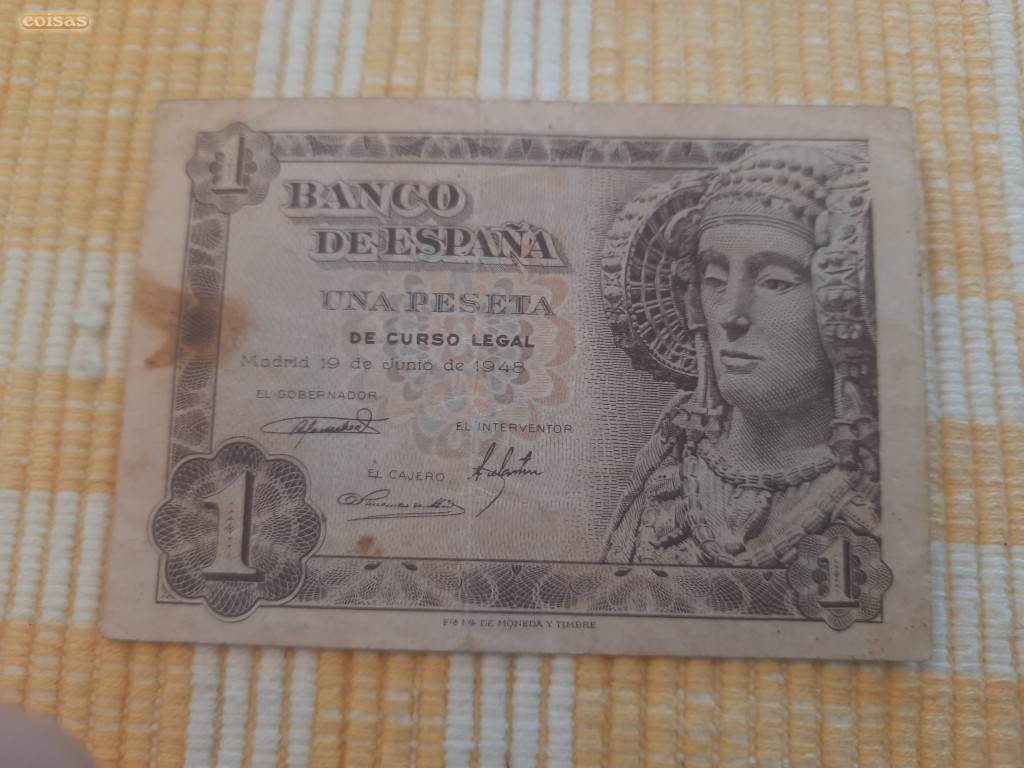 coisas
1
BANCO
DE ESPAÑA
UNA PESETA
DE CURSO LEGAL
Madrid 19 de Junio de 1948
EL GOBERNADOR
EL INTERVENTOR
EL CAJERO
1
1
DE MONEDA Y TIMBRE